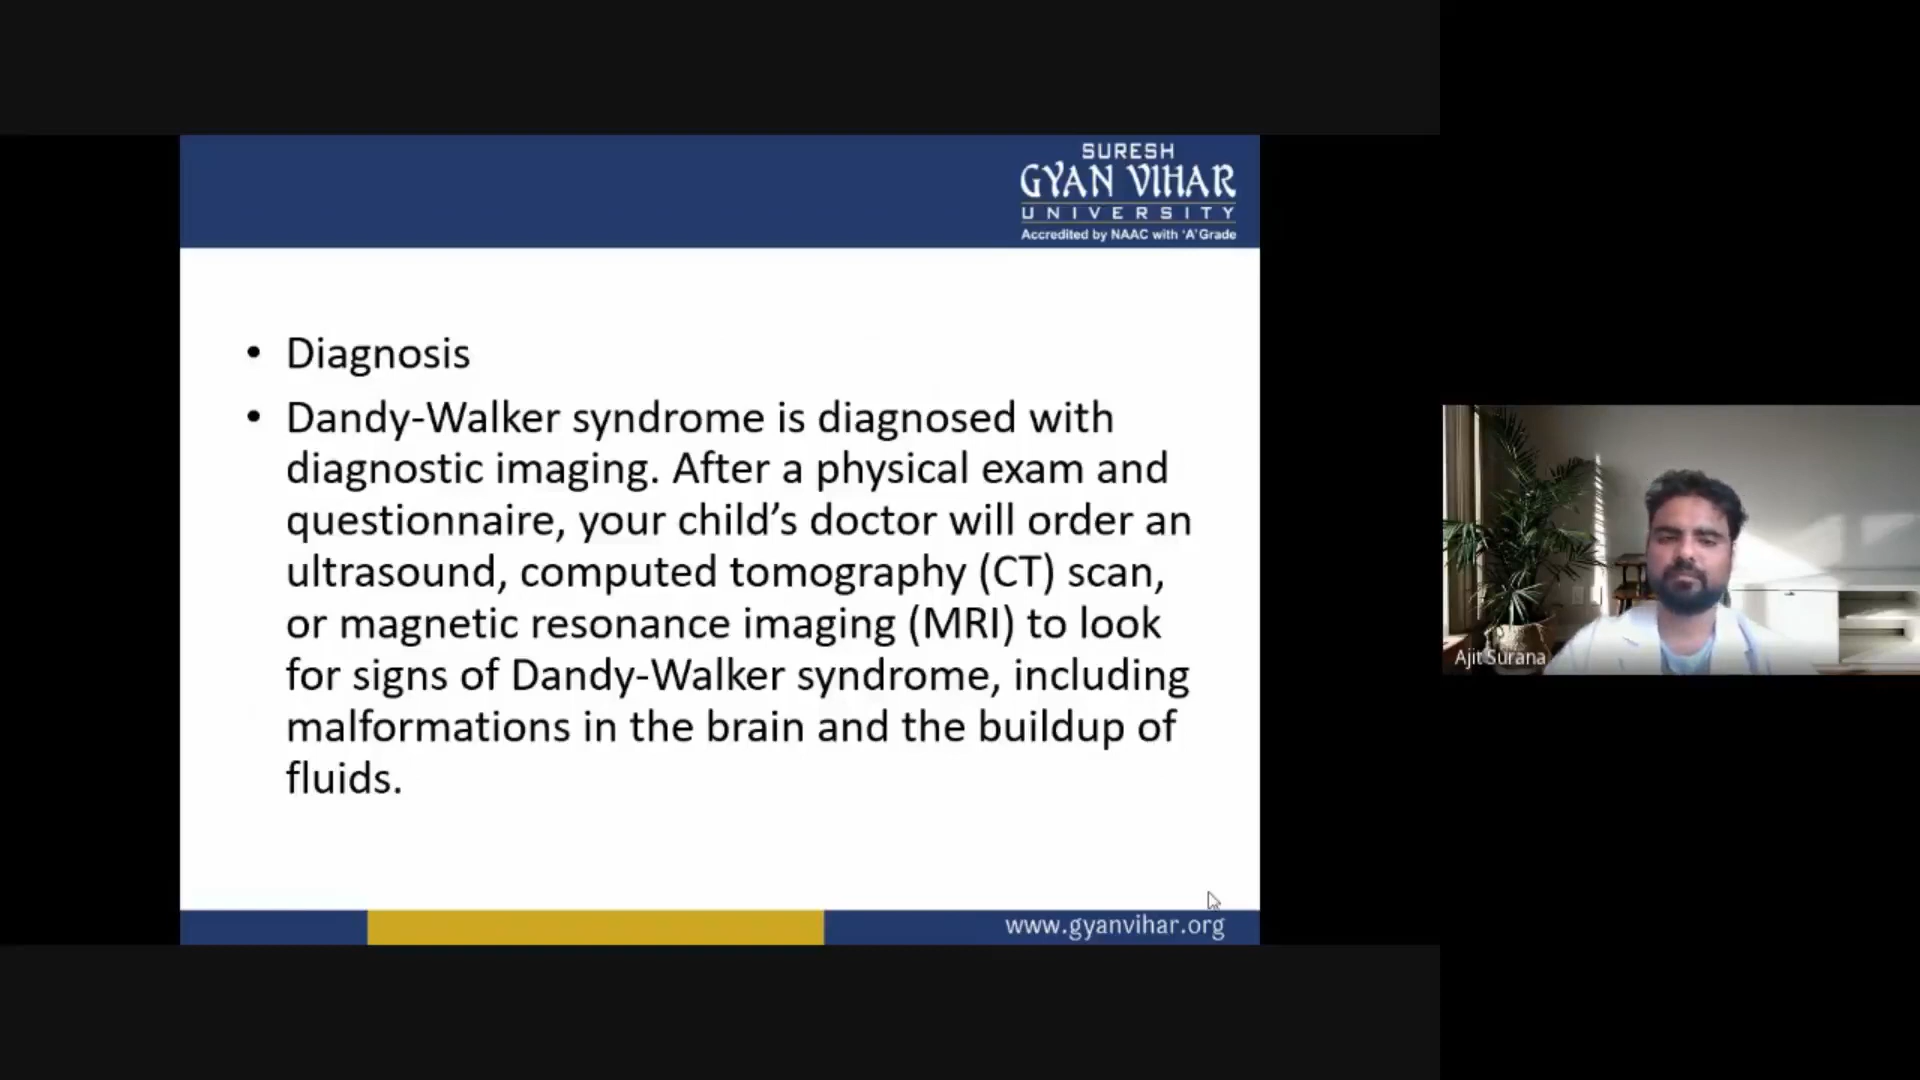 SURESH
GYAN VIHAR
UNIVERSITY
Accredited by NAAC with 'A' Grade
• Diagnosis
• Dandy-Walker syndrome is diagnosed with
diagnostic imaging. After a physical exam and
questionnaire, your child’s doctor will order an
ultrasound, computed tomography (CT) scan,
or magnetic resonance imaging (MRI) to look
for signs of Dandy-Walker syndrome, including
malformations in the brain and the buildup of
fluids.
www.gyanvihar.org
Ajit Surana